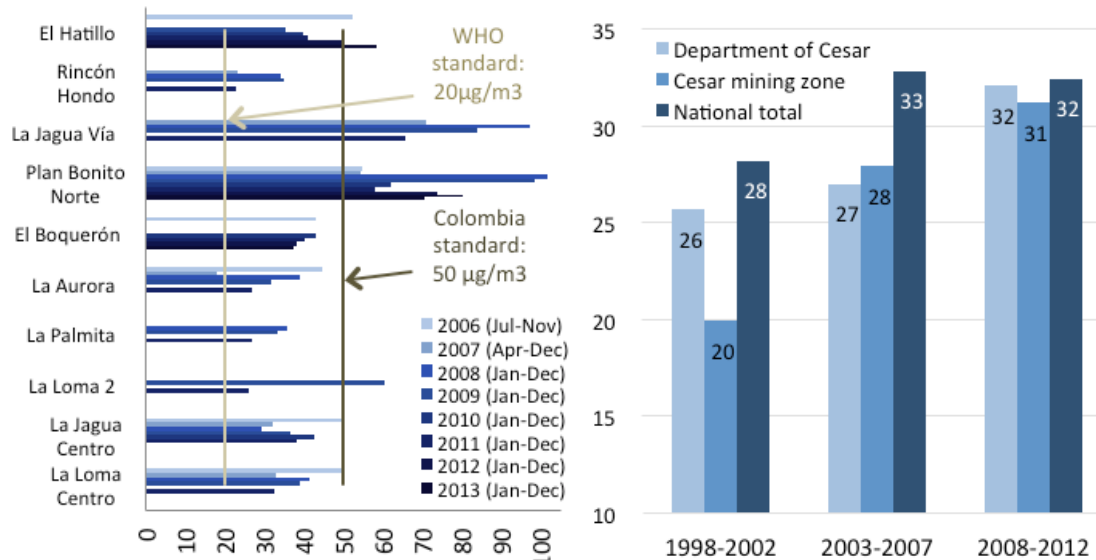 El Hatillo
Rincón
Hondo
La Jagua Vía
Plan Bonito
Norte
El Boquerón
La Aurora
La Palmita
La Loma 2
La Jagua
Centro
La Loma
Centro
0
10
20
30
40
50
60
70
80
90
100
WHO
standard:
20µg/m3
Colombia
standard:
50 µg/m3
2006 (Jul-Nov)
2007 (Apr-Dec)
2008 (Jan-Dec)
2009 (Jan-Dec)
2010 (Jan-Dec)
2011 (Jan-Dec)
2012 (Jan-Dec)
2013 (Jan-Dec)
35
30
25
20
15
10
Department of Cesar
Cesar mining zone
National total
26
20
28
27
28
33
32
31
32
1998-2002
2003-2007
2008-2012